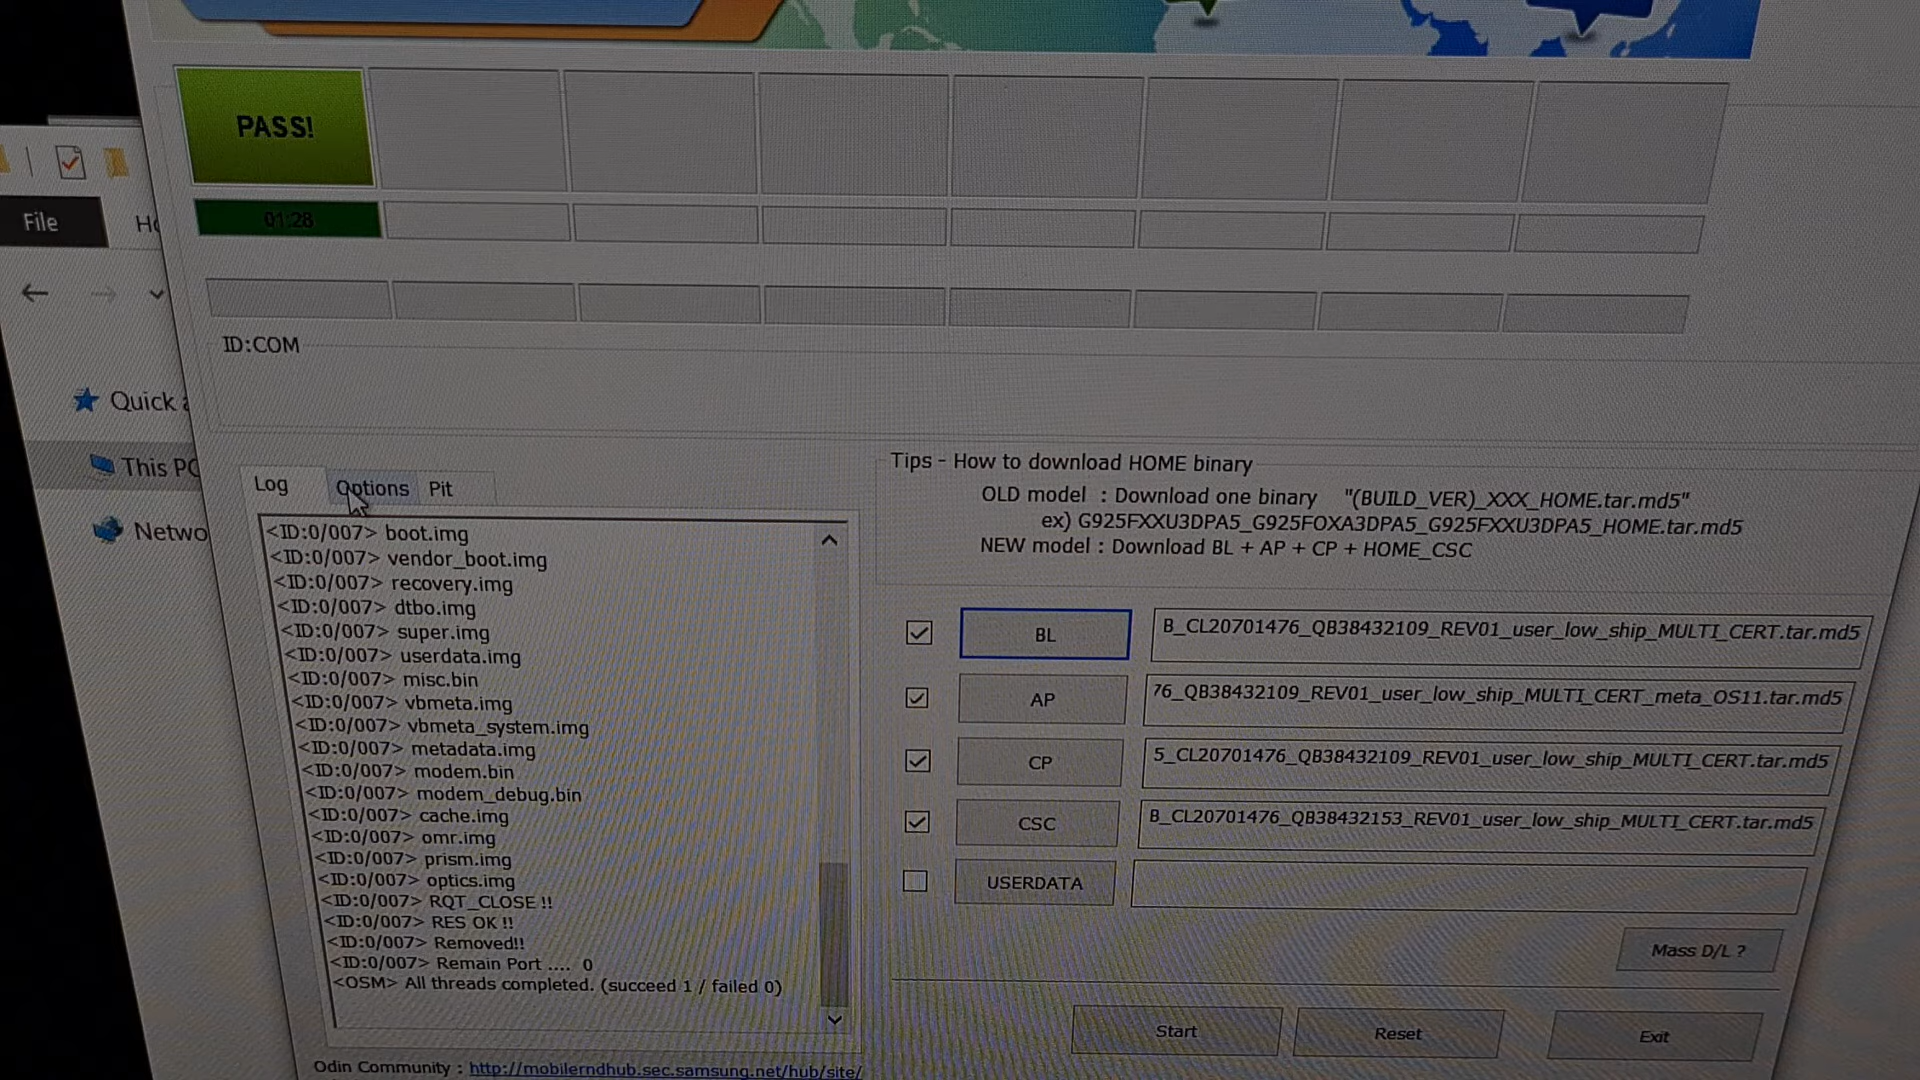 PASS!
01:28
File
ID:COM
Quick
This PC
Log
Options
Pit
<ID:0/007> boot.img
<ID:0/007> vendor_boot.img
<ID:0/007> recovery.img
<ID:0/007> dtbo.img
<ID:0/007> super.img
<ID:0/007> userdata.img
<ID:0/007> misc.bin
<ID:0/007> vbmeta.img
<ID:0/007> vbmeta_system.img
<ID:0/007> metadata.img
<ID:0/007> modem.bin
<ID:0/007> modem_debug.bin
<ID:0/007> cache.img
<ID:0/007> omr.img
<ID:0/007> prism.img
<ID:0/007> optics.img
<ID:0/007> RQT_CLOSE !!
<ID:0/007> RES OK !!
<ID:0/007> Removed!!
<ID:0/007> Remain Port .... 0
<OSM> All threads completed. (succeed 1 / failed 0)
Tips - How to download HOME binary
OLD model : Download one binary "(BUILD_VER)_XXX_HOME.tar.md5"
ex) G925FXXU3DPA5_G925FOXA3DPA5_G925FXXU3DPA5_HOME.tar.md5
NEW model : Download BL + AP + CP + HOME_CSC
BL B_CL20701476_QB38432109_REV01_user_low_ship_MULTI_CERT.tar.md5
AP 76_QB38432109_REV01_user_low_ship_MULTI_CERT_meta_OS11.tar.md5
CP 5_CL20701476_QB38432109_REV01_user_low_ship_MULTI_CERT.tar.md5
CSC B_CL20701476_QB38432153_REV01_user_low_ship_MULTI_CERT.tar.md5
USERDATA
Mass D/L ?
Start
Reset
Exit
Odin Community : http://mobilerndhub.sec.samsung.net/hub/site/